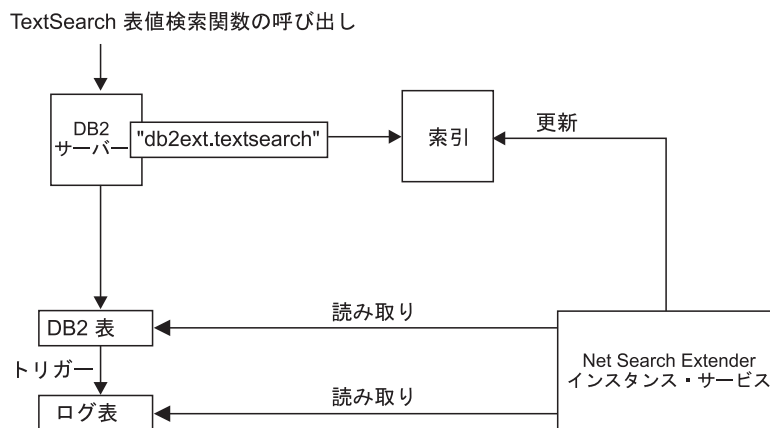 TextSearch 表値検索関数の呼び出し
DB2
サーバー
"db2ext.textsearch"
索引
更新
DB2 表
読み取り
トリガー
Net Search Extender
インスタンス・サービス
ログ表
読み取り